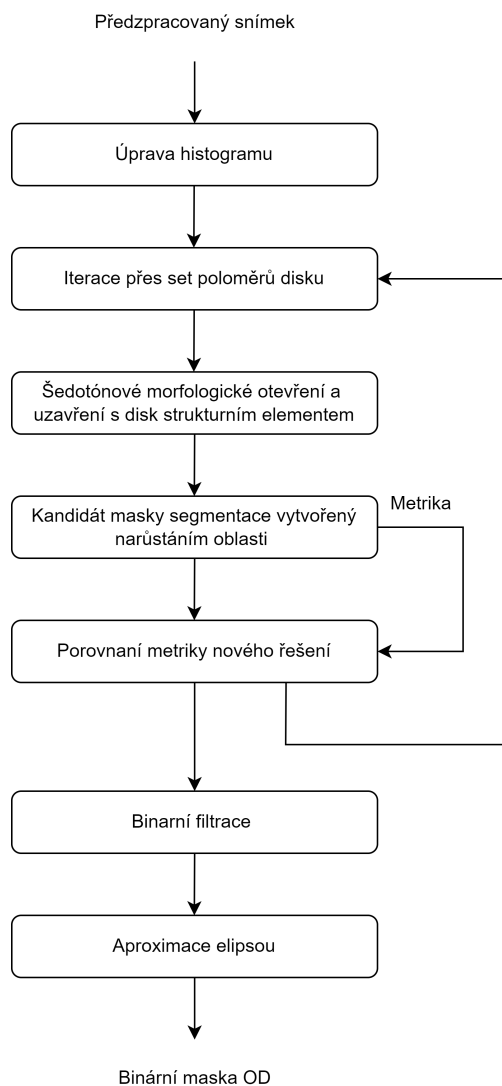 Předzpracovaný snímek
Úprava histogramu
Iterace přes set poloměrů disku
Šedotónové morfologické otevření a
uzavření s disk strukturním elementem
Metrika
Kandidát masky segmentace vytvořený
narůstáním oblasti
Porovnaní metriky nového řešení
Binarní filtrace
Aproximace elipsou
Binární maska OD